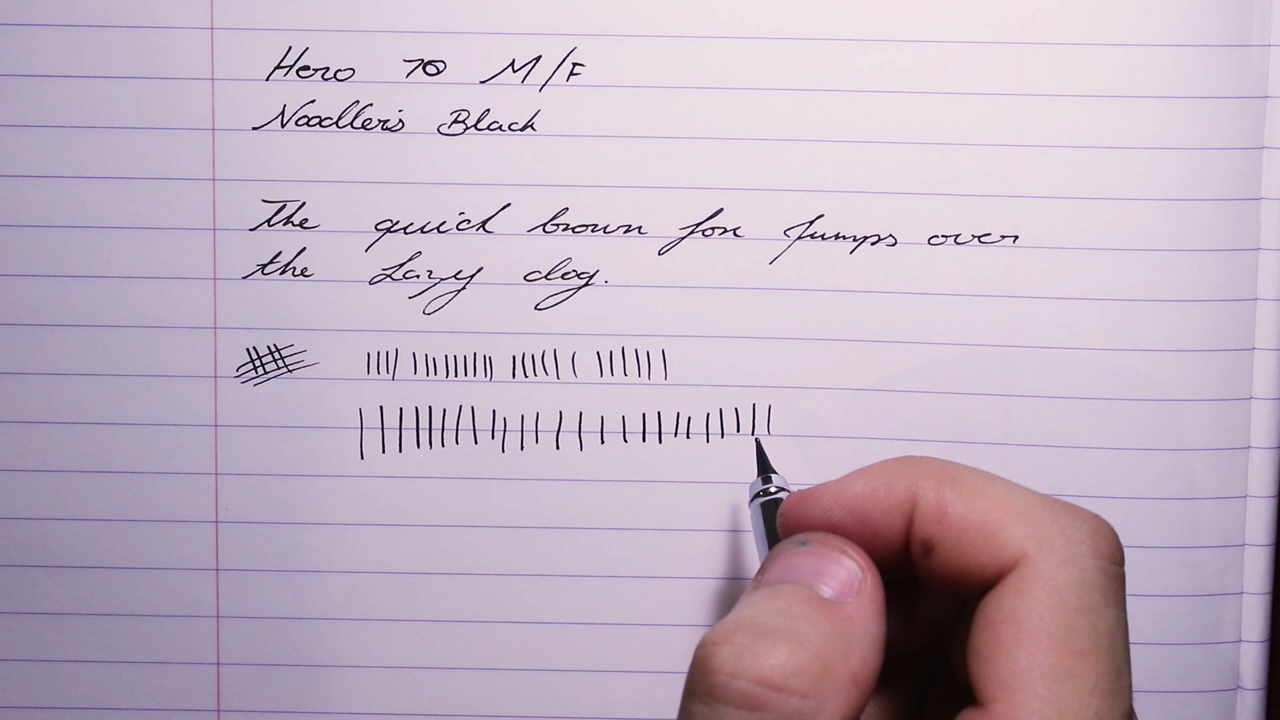 Hero 70 M/F
Noodler's Black
The quick brown fox jumps over
the Lazy dog.